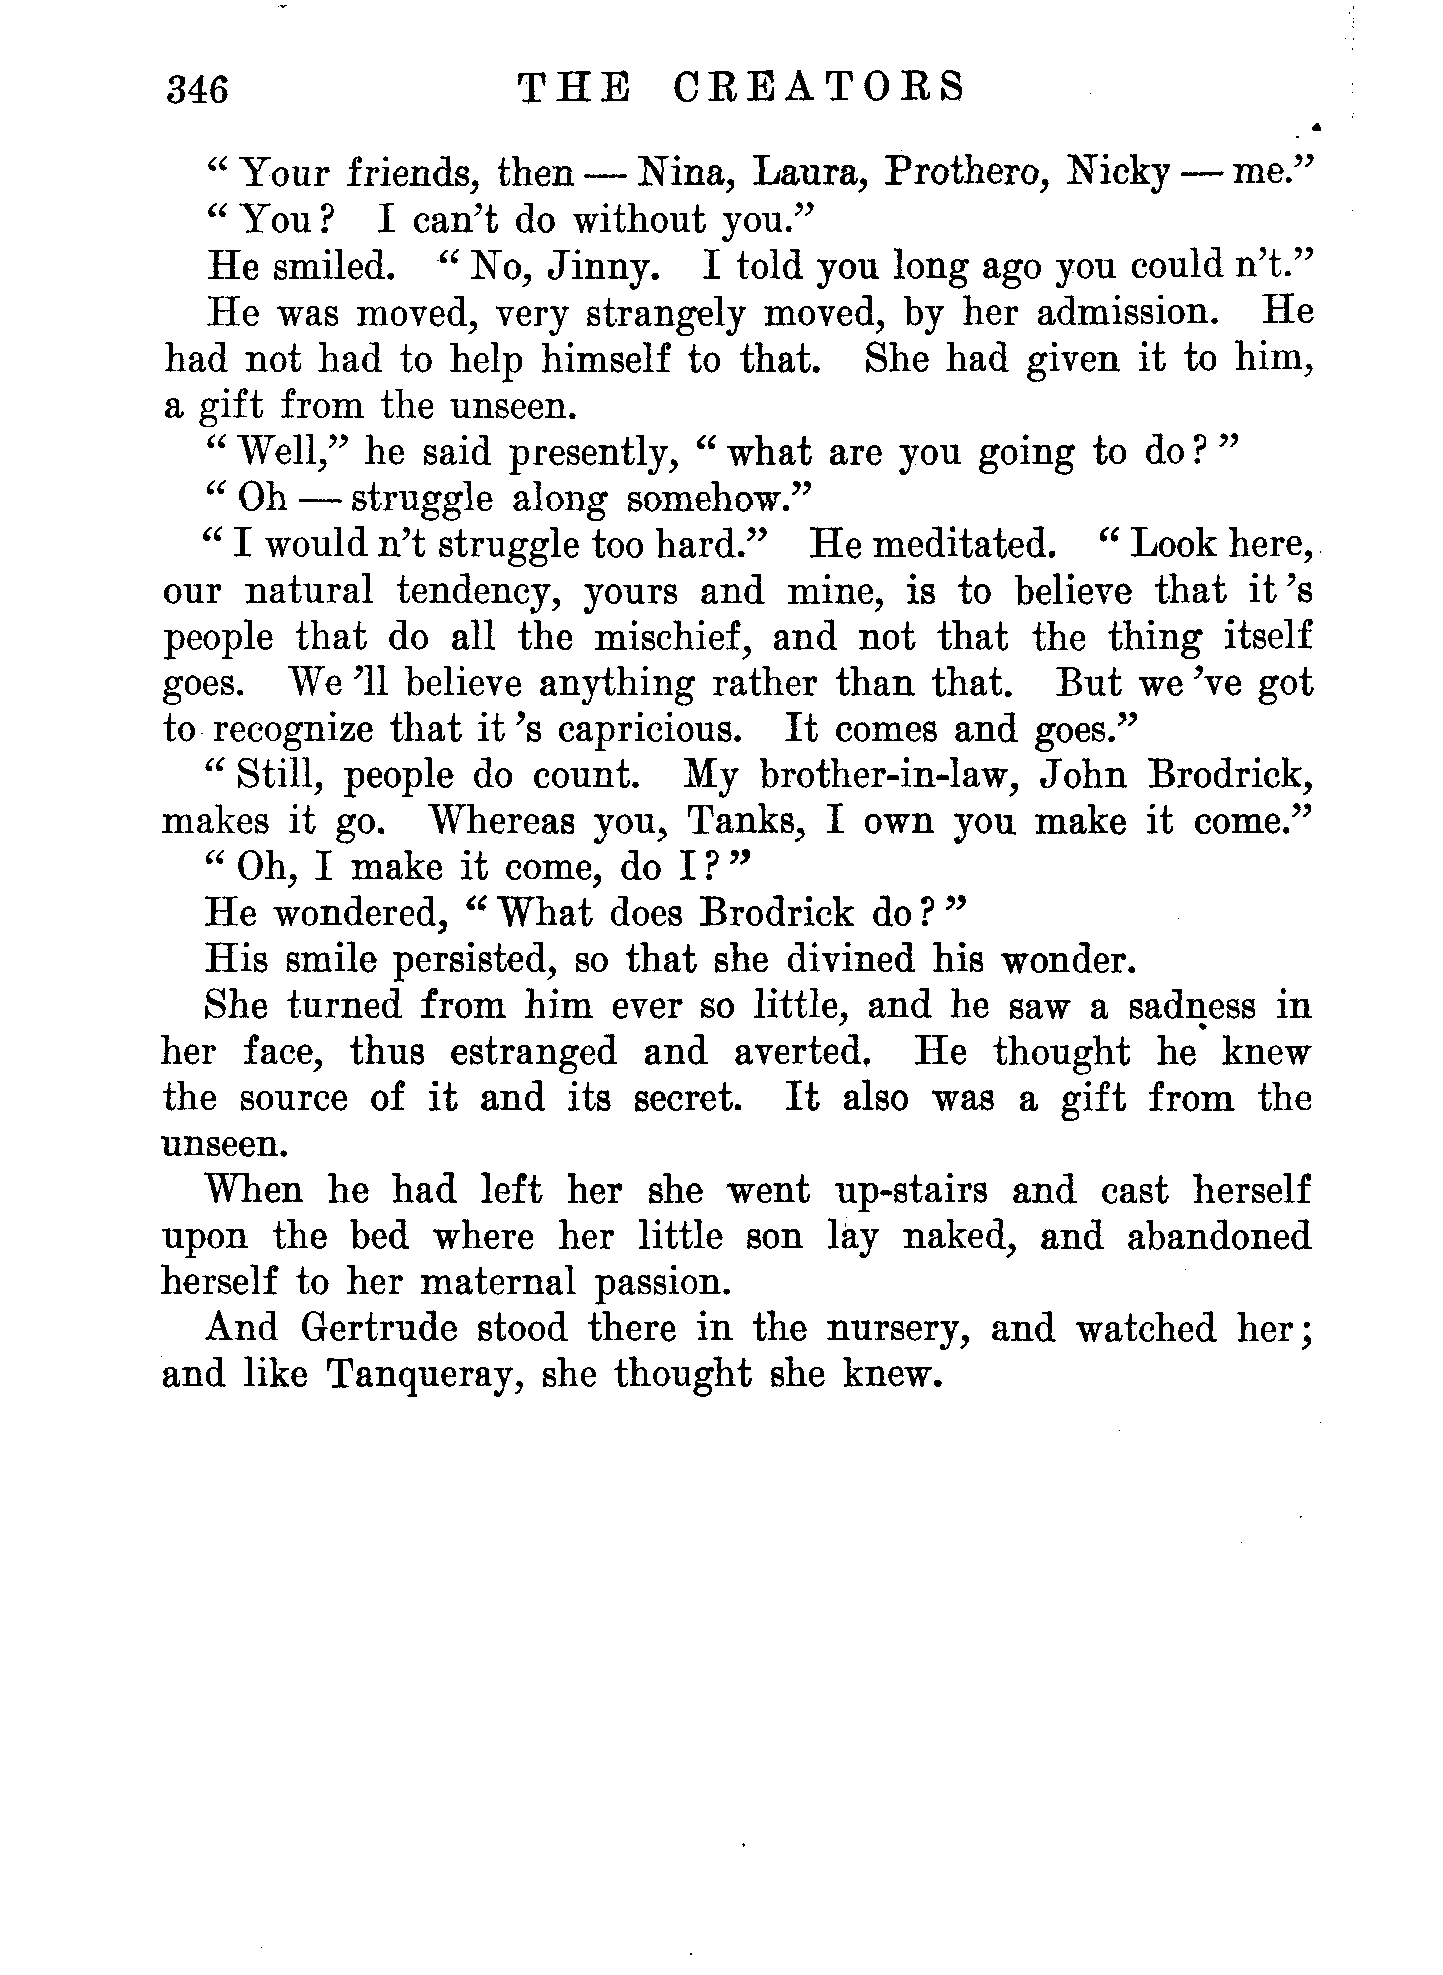 346 THE CREATORS
“ Your friends, then — Nina, Laura, Prothero, Nicky — me.”
“ You? I can’t do without you.”
He smiled. “ No, Jinny. I told you long ago you could n’t.”
He was moved, very strangely moved, by her admission. He
had not had to help himself to that. She had given it to him,
a gift from the unseen.
“ Well,” he said presently, “ what are you going to do? ”
“ Oh — struggle along somehow.”
“ I would n’t struggle too hard.” He meditated. “ Look here,
our natural tendency, yours and mine, is to believe that it ’s
people that do all the mischief, and not that the thing itself
goes. We ’ll believe anything rather than that. But we ’ve got
to recognize that it ’s capricious. It comes and goes.”
“ Still, people do count. My brother-in-law, John Brodrick,
makes it go. Whereas you, Tanks, I own you make it come.”
“ Oh, I make it come, do I? ”
He wondered, “ What does Brodrick do? ”
His smile persisted, so that she divined his wonder.
She turned from him ever so little, and he saw a sadness in
her face, thus estranged and averted. He thought he knew
the source of it and its secret. It also was a gift from the
unseen.
When he had left her she went up-stairs and cast herself
upon the bed where her little son lay naked, and abandoned
herself to her maternal passion.
And Gertrude stood there in the nursery, and watched her;
and like Tanqueray, she thought she knew.